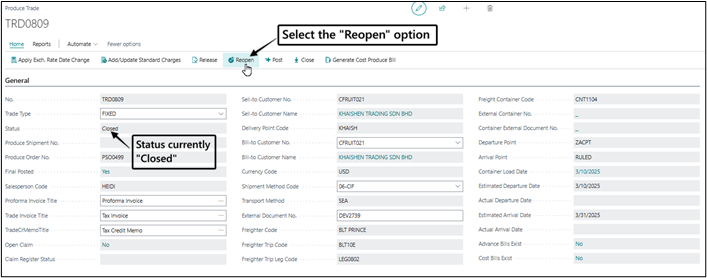 Produce Trade
TRD0809
Select the "Reopen" option
Home Reports Automate Fewer options
Apply Exch. Rate Date Change Add/Update Standard Charges Release Reopen Post Close Generate Cost Produce Bill
General
No. TRD0809 Sell-to Customer No. CFRUIT021 Freight Container Code CNT1104
Trade Type FIXED Sell-to Customer Name KHAISHEN TRADING SDN BHD External Container No. _
Status Closed Delivery Point Code KHAISH Container External Document No. _
Produce Shipment No. Status currently "Closed" Bill-to Customer No. CFRUIT021 Departure Point ZACPT
Produce Order No. PSO0499 Bill-to Customer Name KHAISHEN TRADING SDN BHD Arrival Point RULED
Final Posted Yes Currency Code USD Container Load Date 3/10/2025
Salesperson Code HEIDI Shipment Method Code 06-CIF Estimated Departure Date 3/10/2025
Proforma Invoice Title Proforma Invoice Transport Method SEA Actual Departure Date
Trade Invoice Title Tax Invoice External Document No. DEV2739 Estimated Arrival Date 3/31/2025
TradeCrMemoTitle Tax Credit Memo Freighter Code BLT PRINCE Actual Arrival Date
Open Claim No Freighter Trip Code BLT10E Advance Bills Exist No
Claim Register Status Freighter Trip Leg Code LEG0802 Cost Bills Exist No